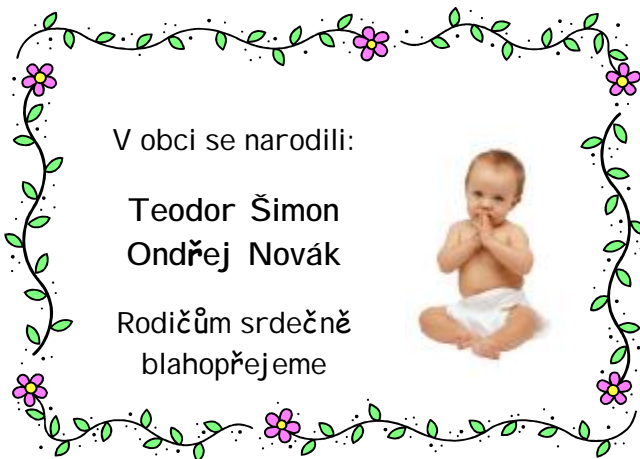 V obci se narodili:
Teodor Šimon
Ondřej Novák
Rodičům srdečně
blahopřejeme